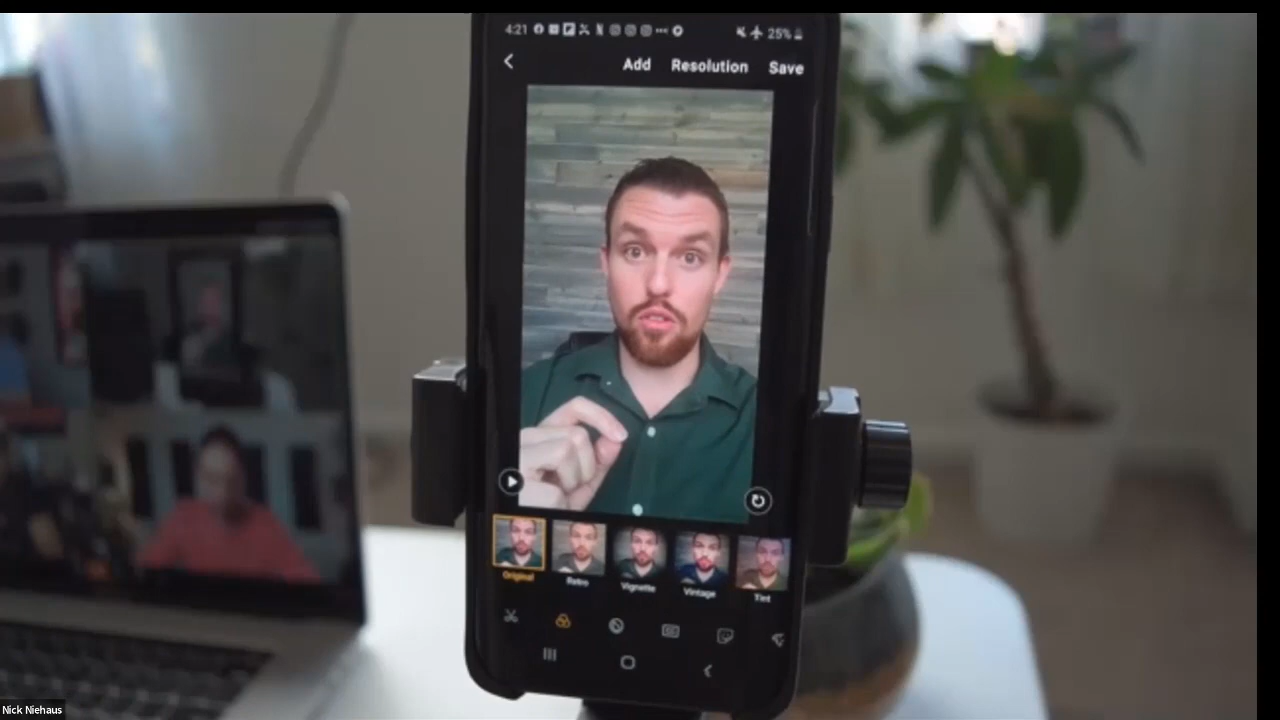 4:21
25%
Add Resolution Save
Original Retro Vignette Vintage Tint
Nick Niehaus